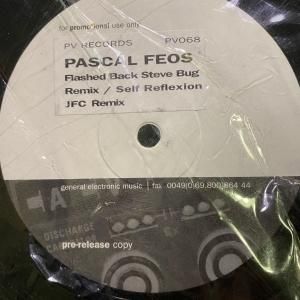 for promotional use only
PV RECORDS PV068
PASCAL FEOS
Flashed Back Steve Bug
Remix / Self Reflexion
JFC Remix
general electronic music | fax 0049(0)69.800)864 44
A
DISCHARGE
pre-release copy